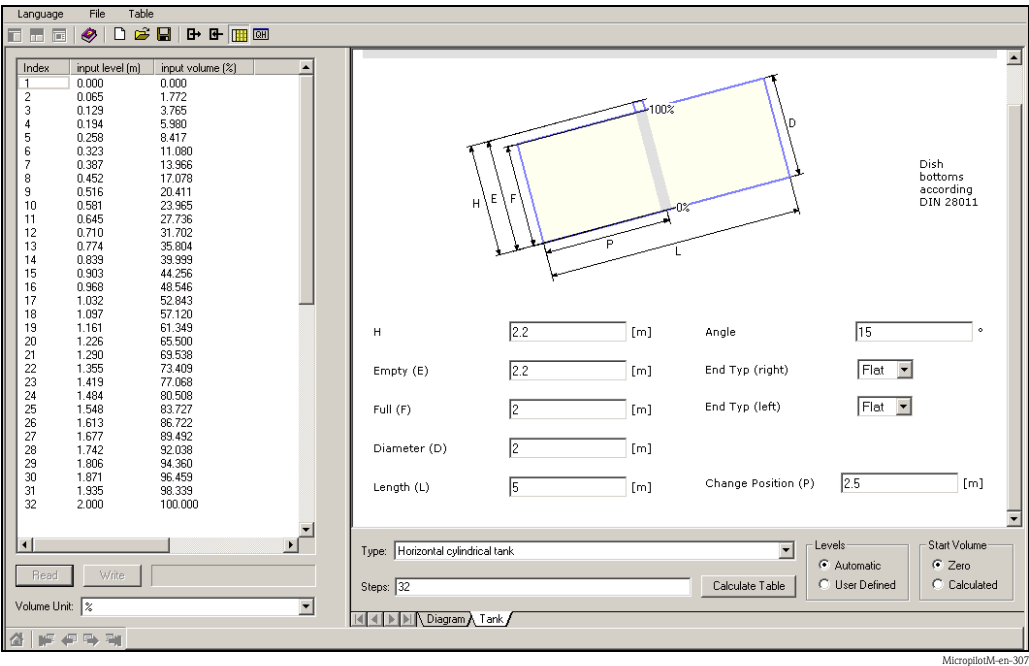 Language File Table
QH
Index input level (m) input volume (%)
1 0.000 0.000
2 0.065 1.772
3 0.129 3.765
4 0.194 5.980
5 0.258 8.417
6 0.323 11.080
7 0.387 13.966
8 0.452 17.078
9 0.516 20.411
10 0.581 23.965
11 0.645 27.736
12 0.710 31.702
13 0.774 35.804
14 0.839 39.999
15 0.903 44.256
16 0.968 48.546
17 1.032 52.843
18 1.097 57.120
19 1.161 61.349
20 1.226 65.500
21 1.290 69.538
22 1.355 73.409
23 1.419 77.068
24 1.484 80.508
25 1.548 83.727
26 1.613 86.722
27 1.677 89.492
28 1.742 92.038
29 1.806 94.360
30 1.871 96.459
31 1.935 98.339
32 2.000 100.000
Read Write
Volume Unit: %
100%
D
H E F
0%
P
L
Dish
bottoms
according
DIN 28011
H 2.2 [m] Angle 15 °
Empty (E) 2.2 [m] End Typ (right) Flat
Full (F) 2 [m] End Typ (left) Flat
Diameter (D) 2 [m]
Length (L) 5 [m] Change Position (P) 2.5 [m]
Type: Horizontal cylindrical tank
Steps: 32 Calculate Table
Levels
Automatic
User Defined
Start Volume
Zero
Calculated
Diagram Tank
MicropilotM-en-307